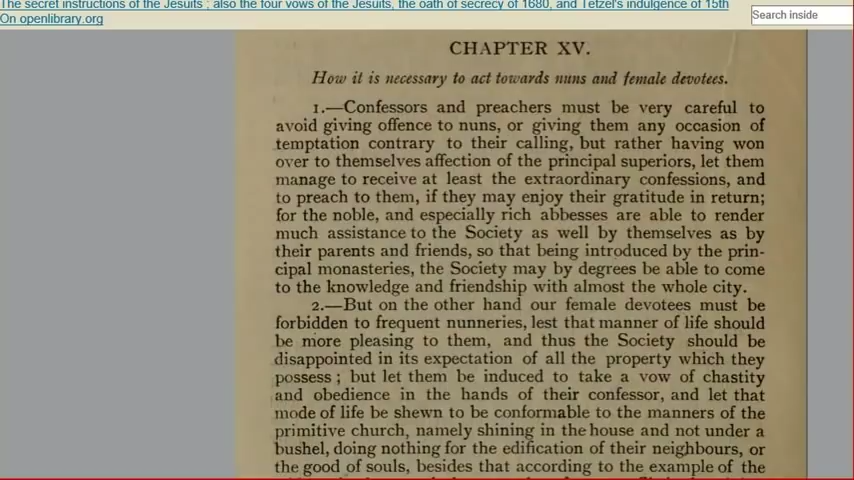 The secret instructions of the Jesuits ; also the four vows of the Jesuits, the oath of secrecy of 1680, and Tetzel's indulgence of 15th
On openlibrary.org
Search inside
CHAPTER XV.
How it is necessary to act towards nuns and female devotees.
1.—Confessors and preachers must be very careful to
avoid giving offence to nuns, or giving them any occasion of
temptation contrary to their calling, but rather having won
over to themselves affection of the principal superiors, let them
manage to receive at least the extraordinary confessions, and
to preach to them, if they may enjoy their gratitude in return;
for the noble, and especially rich abbesses are able to render
much assistance to the Society as well by themselves as by
their parents and friends, so that being introduced by the prin-
cipal monasteries, the Society may by degrees be able to come
to the knowledge and friendship with almost the whole city.
2.—But on the other hand our female devotees must be
forbidden to frequent nunneries, lest that manner of life should
be more pleasing to them, and thus the Society should be
disappointed in its expectation of all the property which they
possess ; but let them be induced to take a vow of chastity
and obedience in the hands of their confessor, and let that
mode of life be shewn to be conformable to the manners of the
primitive church, namely shining in the house and not under a
bushel, doing nothing for the edification of their neighbours, or
the good of souls, besides that according to the example of the